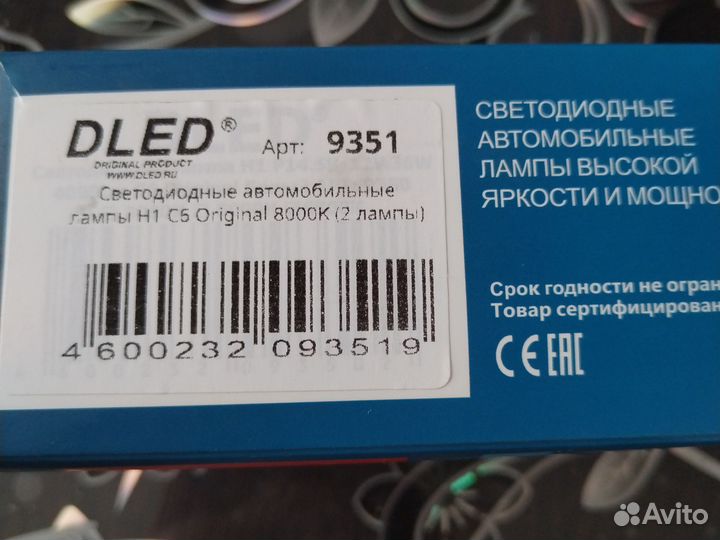 DLED®
Арт: 9351
ORIGINAL PRODUCT
WWW.DLED.RU
Светодиодные автомобильные
лампы H1 C6 Original 8000K (2 лампы)
4 600232 093519
СВЕТОДИОДНЫЕ
АВТОМОБИЛЬНЫЕ
ЛАМПЫ ВЫСОКОЙ
ЯРКОСТИ И МОЩНО
Срок годности не огран
Товар сертифицирован
CE EAC
Avito